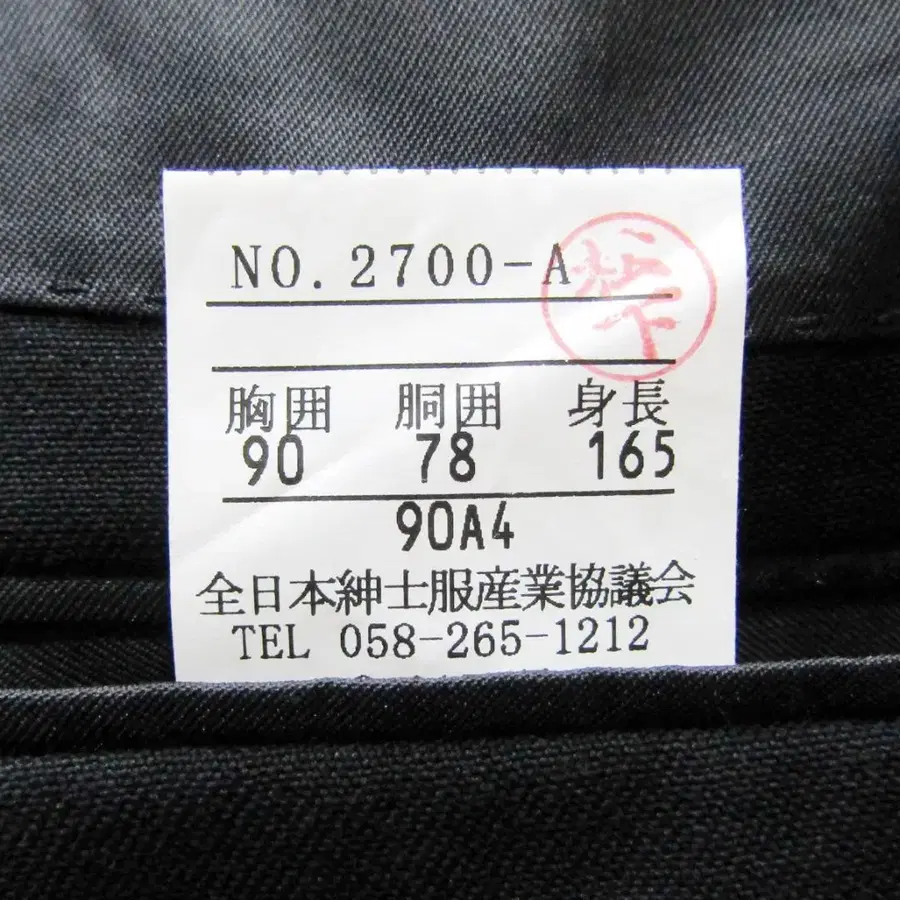 NO. 2700-A
胸囲 胴囲 身長
90 78 165
90A4
全日本紳士服産業協議会
TEL 058-265-1212